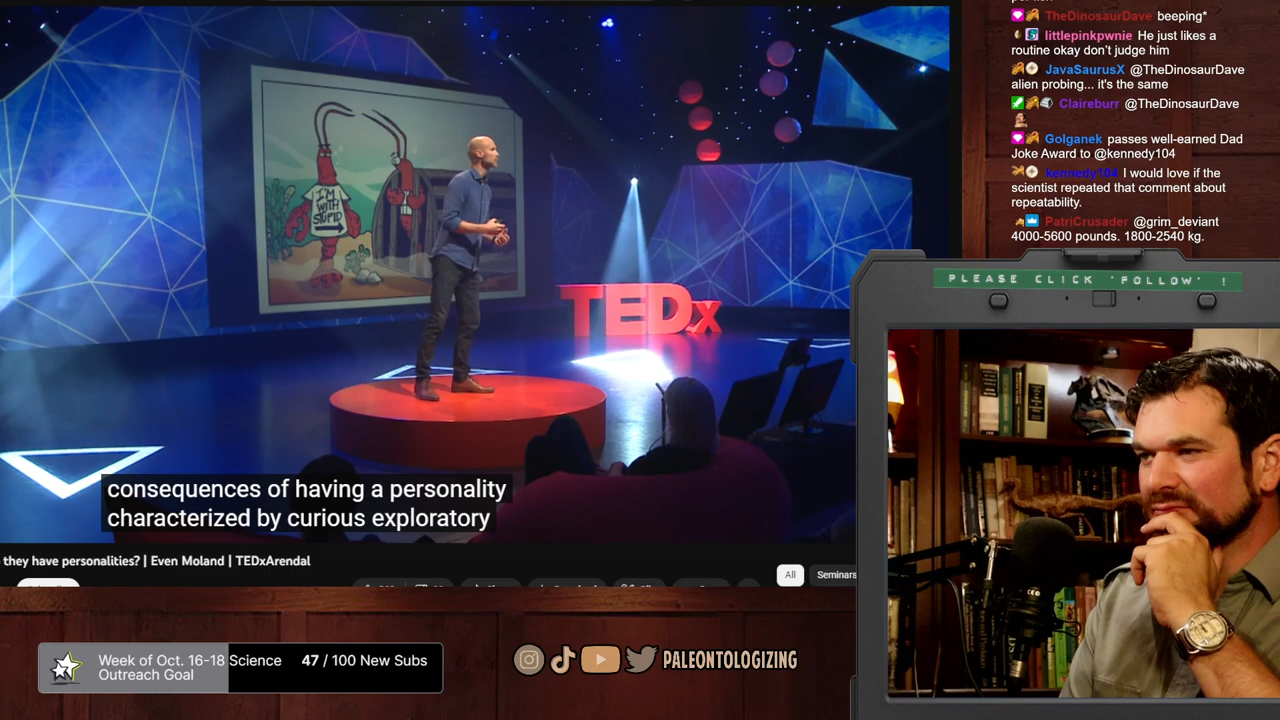 TheDinosaurDave beeping*
littlepinkpwnie He just likes a
routine okay don't judge him
JavaSaurusX @TheDinosaurDave
alien probing... it's the same
Claireburr @TheDinosaurDave
Golganek passes well-earned Dad
Joke Award to @kennedy104
kennedy104 I would love if the
scientist repeated that comment about
repeatability.
PatriCrusader @grim_deviant
4000-5600 pounds. 1800-2540 kg.
I'M
WITH
STUPID
TEDx
PLEASE CLICK "FOLLOW" !
consequences of having a personality
characterized by curious exploratory
they have personalities? | Even Moland | TEDxArendal
All
Seminars
Week of Oct. 16-18 Science
Outreach Goal
47 / 100 New Subs
PALEONTOLOGIZING